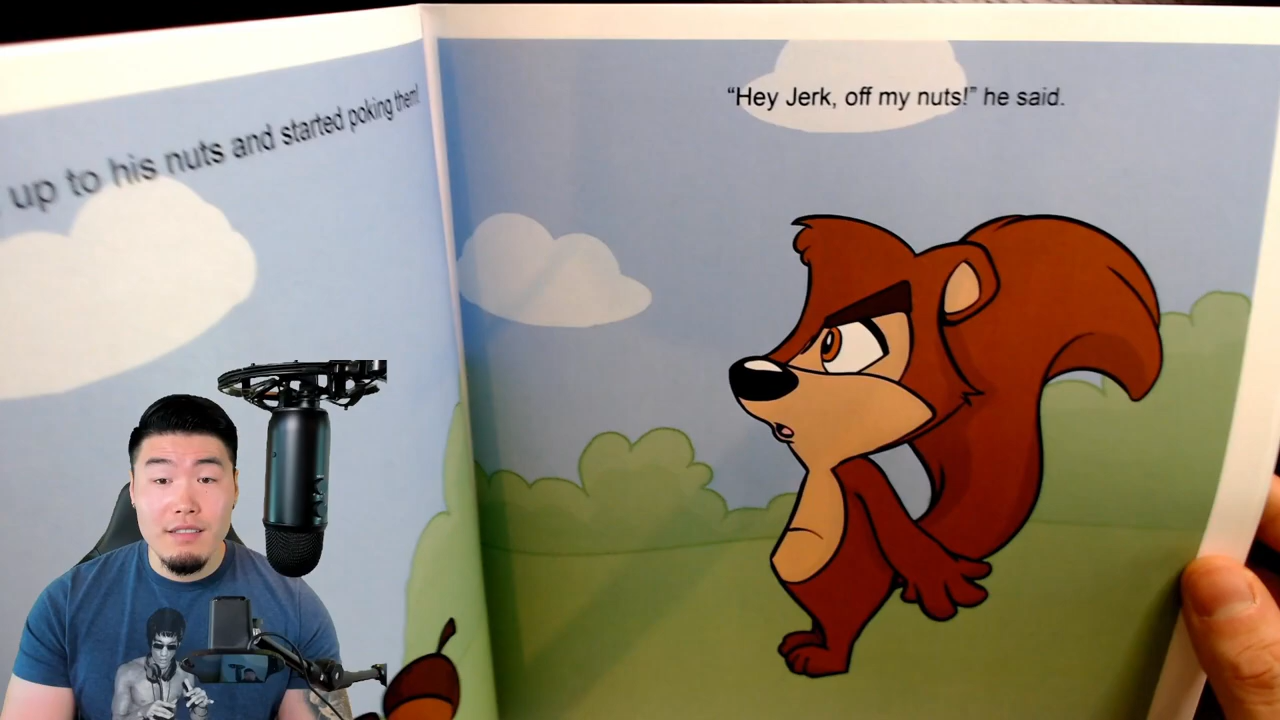 up to his nuts and started poking them!
“Hey Jerk, off my nuts!” he said.